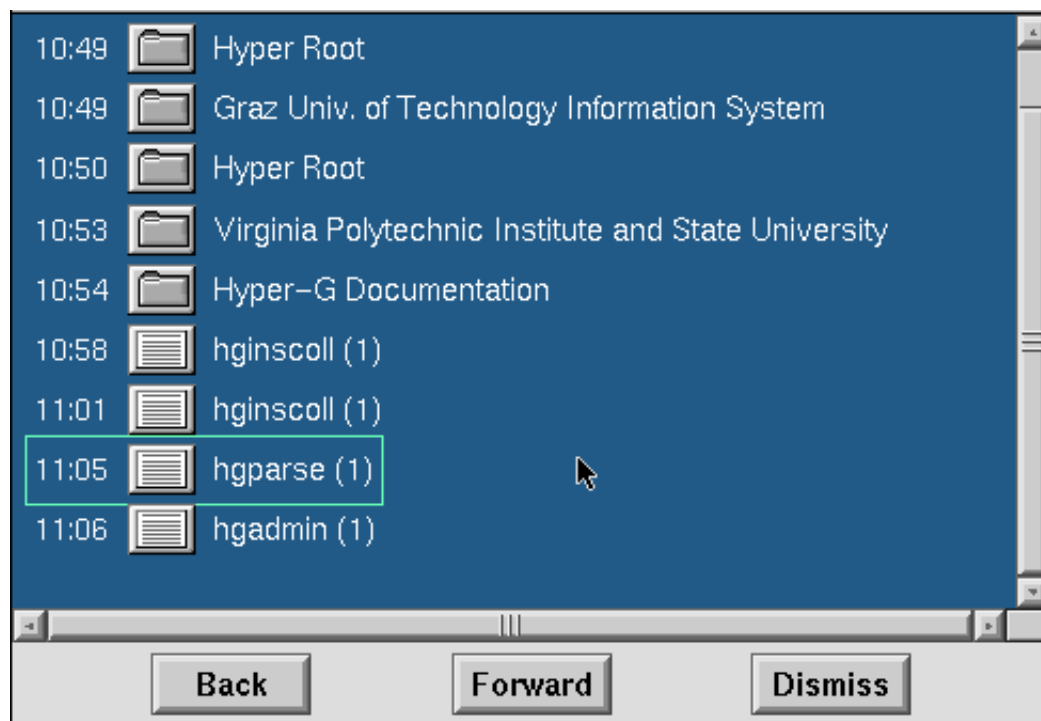 10:49 Hyper Root
10:49 Graz Univ. of Technology Information System
10:50 Hyper Root
10:53 Virginia Polytechnic Institute and State University
10:54 Hyper-G Documentation
10:58 hginscoll (1)
11:01 hginscoll (1)
11:05 hgparse (1)
11:06 hgadmin (1)
Back Forward Dismiss